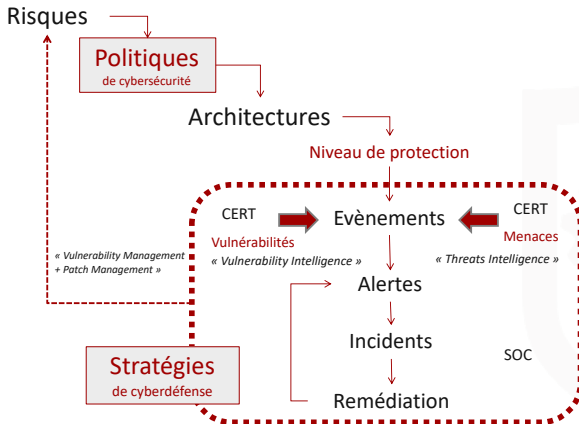 Risques
Politiques
de cybersécurité
Architectures
Niveau de protection
CERT
Evènements
CERT
Vulnérabilités
Menaces
« Vulnerability Management
+ Patch Management »
« Vulnerability Intelligence »
« Threats Intelligence »
Alertes
Incidents
SOC
Stratégies
de cyberdéfense
Remédiation